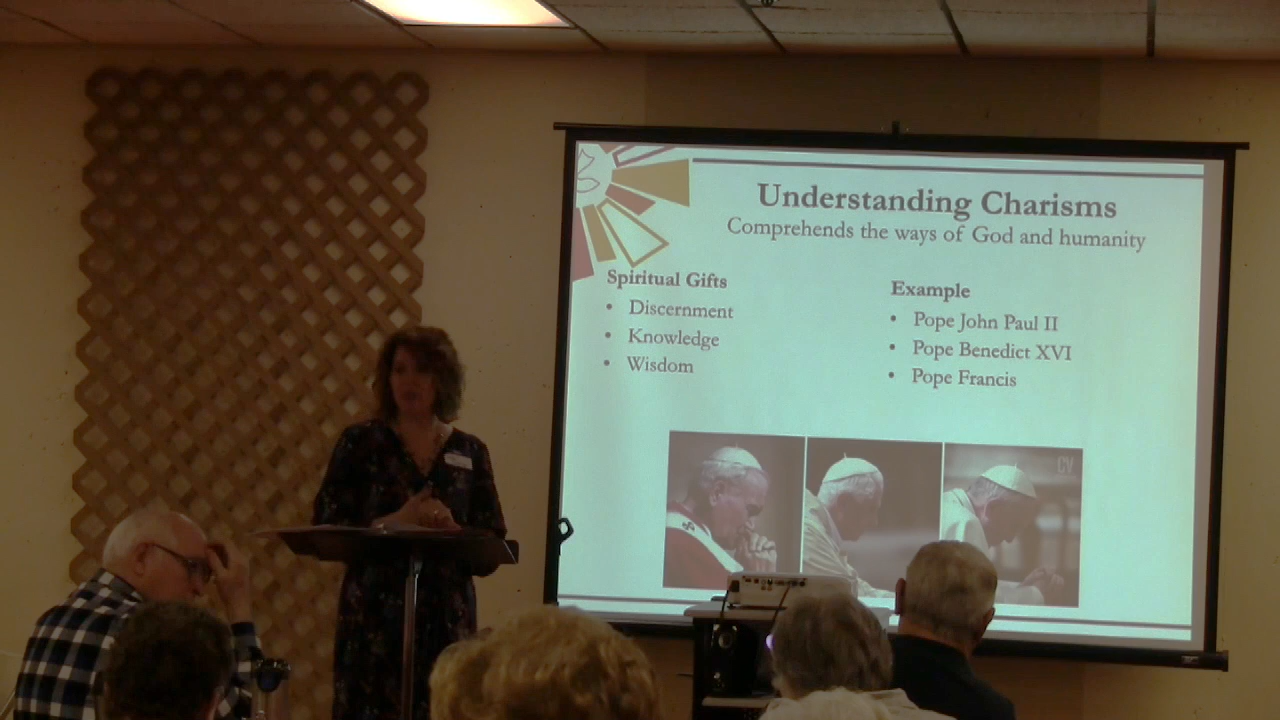 Understanding Charisms
Comprehends the ways of God and humanity
Spiritual Gifts
• Discernment
• Knowledge
• Wisdom
Example
• Pope John Paul II
• Pope Benedict XVI
• Pope Francis
CV